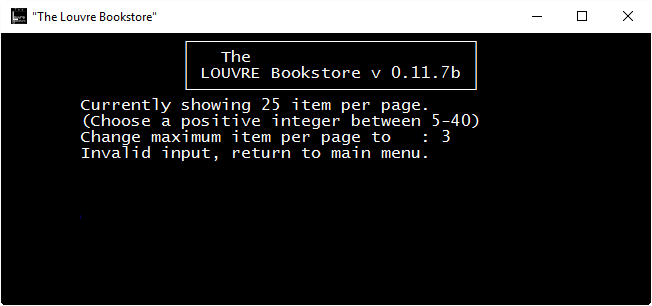 "The Louvre Bookstore"
The
LOUVRE Bookstore v 0.11.7b
Currently showing 25 item per page.
(Choose a positive integer between 5-40)
Change maximum item per page to   : 3
Invalid input, return to main menu.